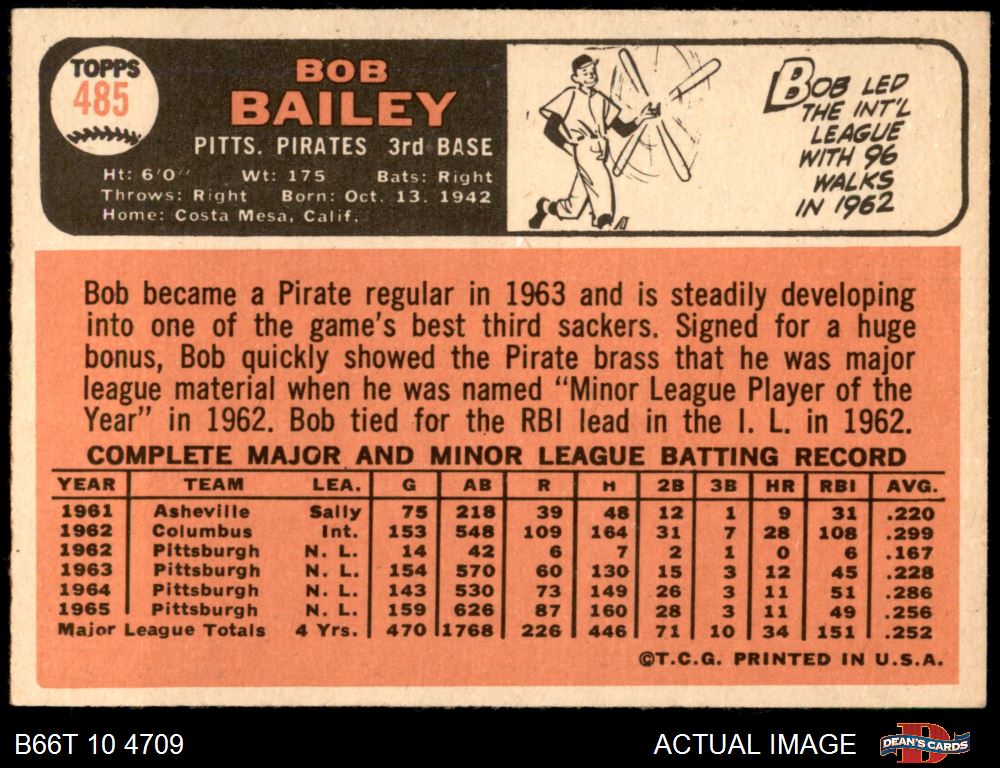 TOPPS
485
BOB
BAILEY
PITTS. PIRATES 3rd BASE
Ht: 6'0" Wt: 175 Bats: Right
Throws: Right Born: Oct. 13. 1942
Home: Costa Mesa, Calif.
BOB LED
THE INT'L
LEAGUE
WITH 96
WALKS
IN 1962
Bob became a Pirate regular in 1963 and is steadily developing
into one of the game's best third sackers. Signed for a huge
bonus, Bob quickly showed the Pirate brass that he was major
league material when he was named "Minor League Player of the
Year" in 1962. Bob tied for the RBI lead in the I. L. in 1962.
COMPLETE MAJOR AND MINOR LEAGUE BATTING RECORD
YEAR TEAM LEA. G AB R H 2B 3B HR RBI AVG.
1961 Asheville Sally 75 218 39 48 12 1 9 31 .220
1962 Columbus Int. 153 548 109 164 31 7 28 108 .299
1962 Pittsburgh N. L. 14 42 6 7 2 1 0 6 .167
1963 Pittsburgh N. L. 154 570 60 130 15 3 12 45 .228
1964 Pittsburgh N. L. 143 530 73 149 26 3 11 51 .286
1965 Pittsburgh N. L. 159 626 87 160 28 3 11 49 .256
Major League Totals 4 Yrs. 470 1768 226 446 71 10 34 151 .252
©T.C.G. PRINTED IN U.S.A.
B66T 10 4709
ACTUAL IMAGE
D
DEAN'S CARDS